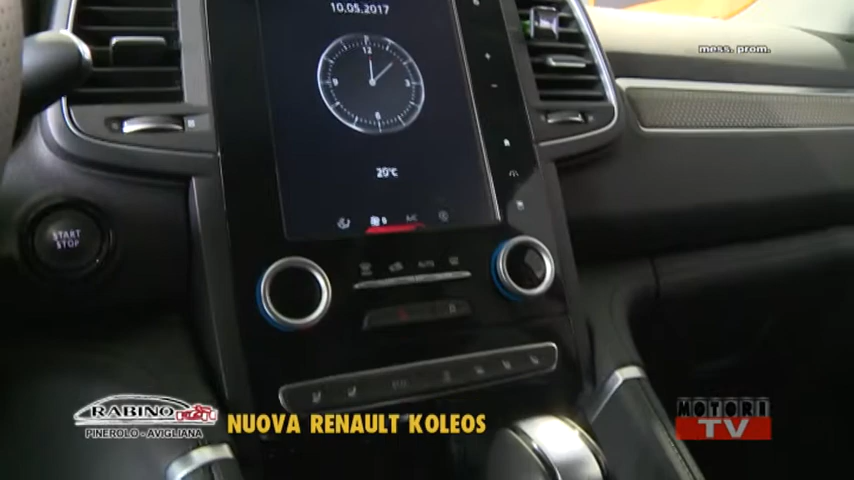 10.05.2017
mess. prom.
12
3
6
9
20°C
A/C
START
STOP
AUTO
RABINO
PINEROLO - AVIGLIANA
NUOVA RENAULT KOLEOS
MOTORI
TV